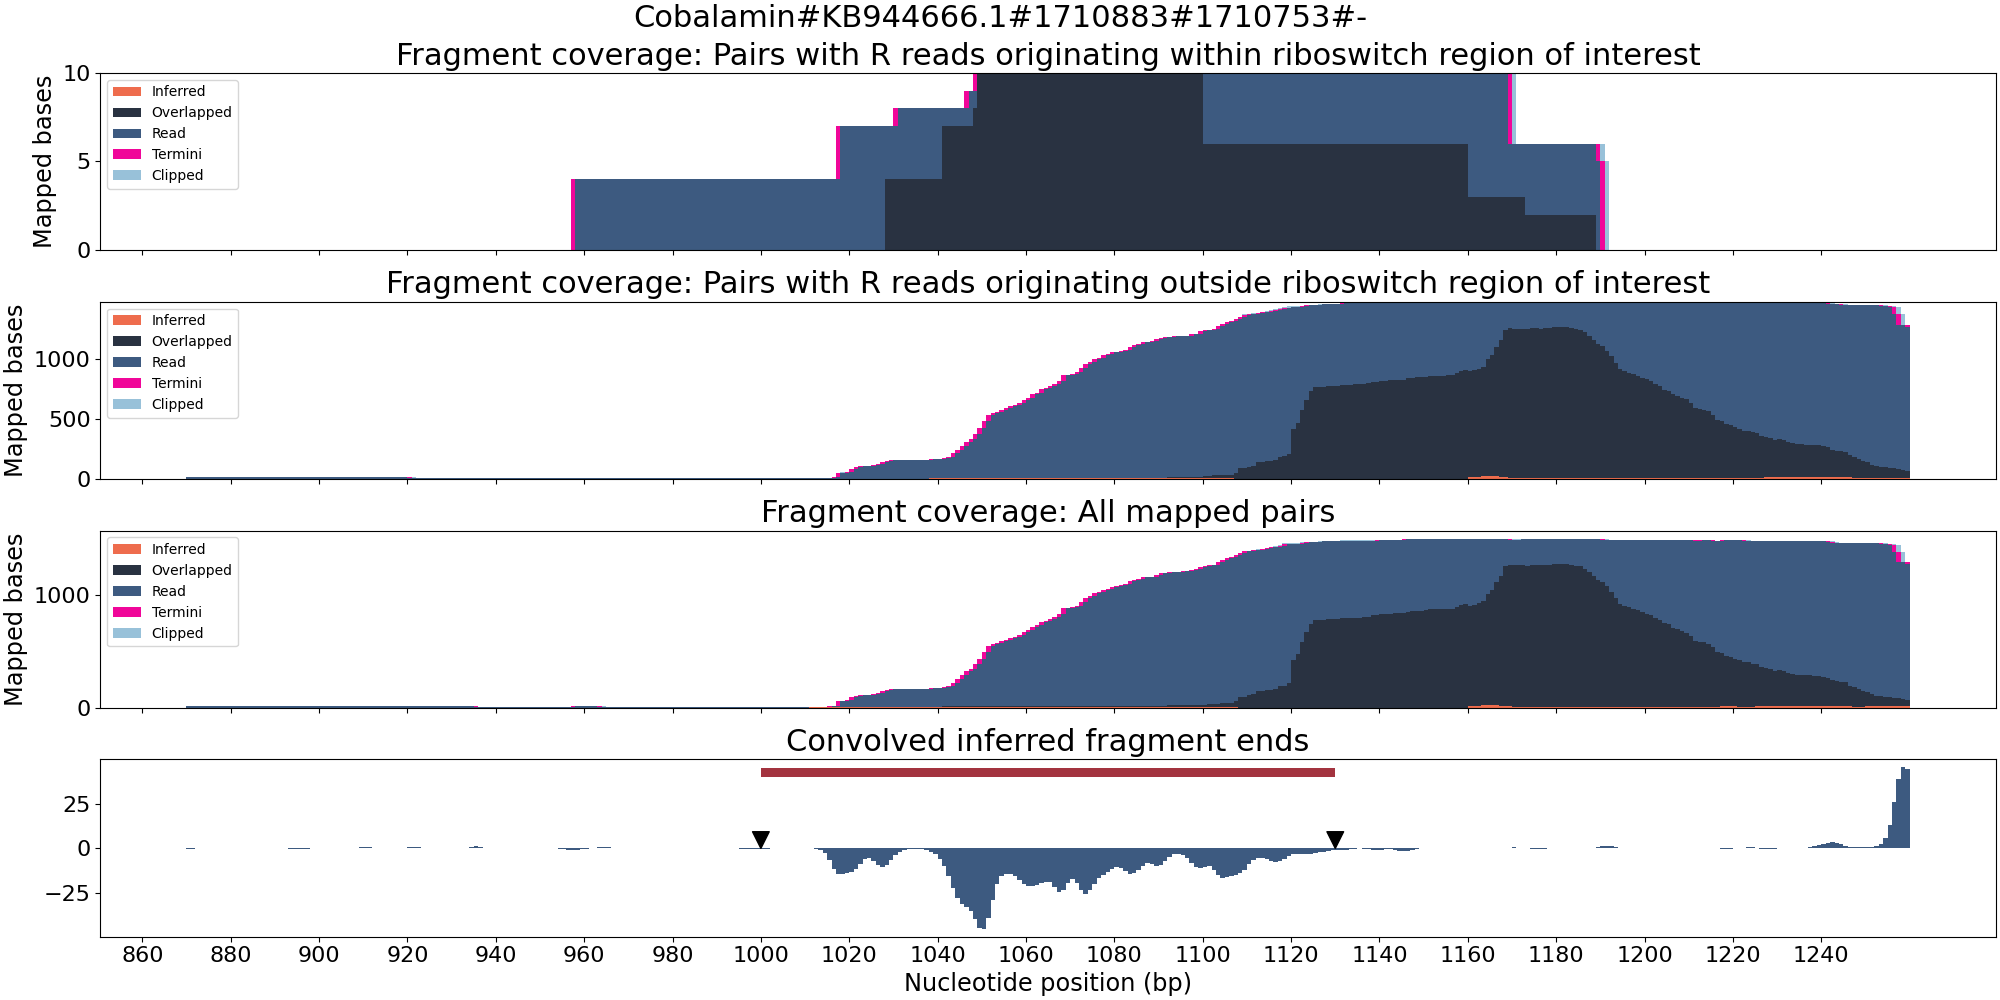 Cobalamin#KB944666.1#1710883#1710753#-
Fragment coverage: Pairs with R reads originating within riboswitch region of interest
Mapped bases
10
5
0
Inferred
Overlapped
Read
Termini
Clipped
Fragment coverage: Pairs with R reads originating outside riboswitch region of interest
Mapped bases
1000
500
0
Inferred
Overlapped
Read
Termini
Clipped
Fragment coverage: All mapped pairs
Mapped bases
1000
0
Inferred
Overlapped
Read
Termini
Clipped
Convolved inferred fragment ends
25
0
−25
860 880 900 920 940 960 980 1000 1020 1040 1060 1080 1100 1120 1140 1160 1180 1200 1220 1240
Nucleotide position (bp)